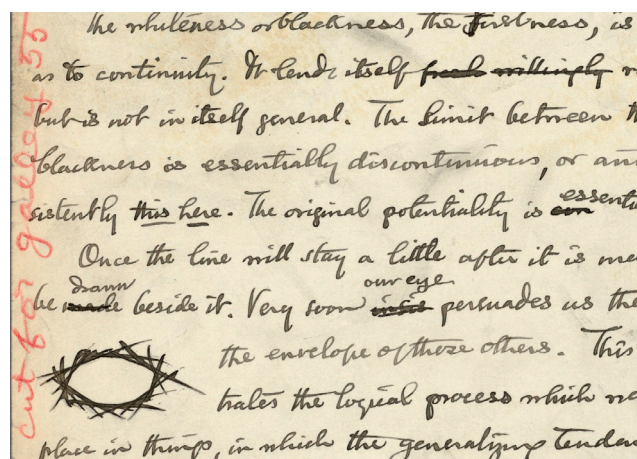 the whiteness or blackness, the firstness, is
as to continuity. It lends itself freely willingly
but is not in itself general. The limit between
blackness is essentially discontinuous, or
sistently this here. The original potentiality is
essenti
Once the line will stay a little after it is
drawn our eye
be made beside it. Very soon persuades us
the envelope of those others. This
trates the logical process which
place in things, in which the generalizing tenden
cut for galley 55